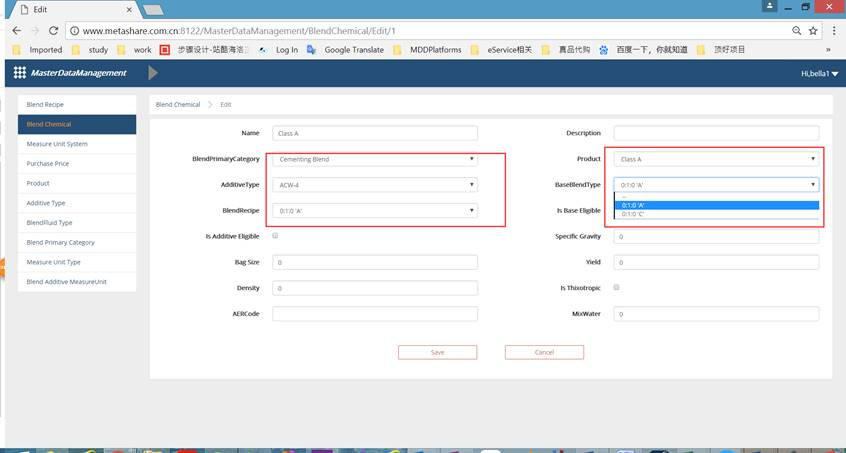 Edit
www.metashare.com.cn:8122/MasterDataManagement/BlendChemical/Edit/1
Imported study work 步骤设计-站酷海洛 Log In Google Translate MDDPlatforms eService相关 真品代购 百度一下，你就知道 顶好项目 »
MasterDataManagement Hi,bella1
Blend Recipe
Blend Chemical
Measure Unit System
Purchase Price
Product
Additive Type
BlendFluid Type
Blend Primary Category
Measure Unit Type
Blend Additive MeasureUnit
Blend Chemical Edit
Name Class A Description
BlendPrimaryCategory Cementing Blend Product Class A
AdditiveType ACW-4 BaseBlendType 0:1:0 'A'
--
0:1:0 'A'
0:1:0 'C'
BlendRecipe 0:1:0 'A' Is Base Eligible
Is Additive Eligible Specific Gravity 0
Bag Size 0 Yield 0
Density 0 Is Thixotropic
AERCode MixWater 0
Save Cancel